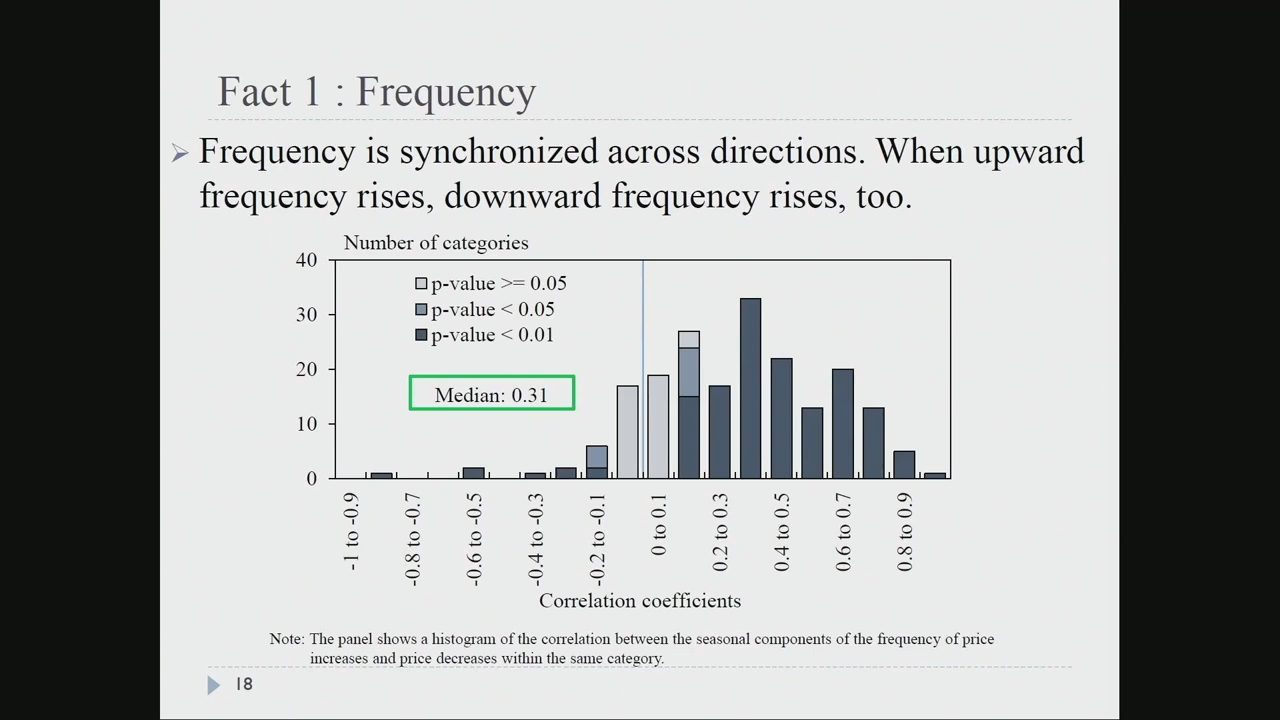 Fact 1 : Frequency
Frequency is synchronized across directions. When upward
frequency rises, downward frequency rises, too.
Number of categories
40
30
20
10
0
p-value >= 0.05
p-value < 0.05
p-value < 0.01
Median: 0.31
-1 to -0.9
-0.8 to -0.7
-0.6 to -0.5
-0.4 to -0.3
-0.2 to -0.1
0 to 0.1
0.2 to 0.3
0.4 to 0.5
0.6 to 0.7
0.8 to 0.9
Correlation coefficients
Note: The panel shows a histogram of the correlation between the seasonal components of the frequency of price
increases and price decreases within the same category.
18